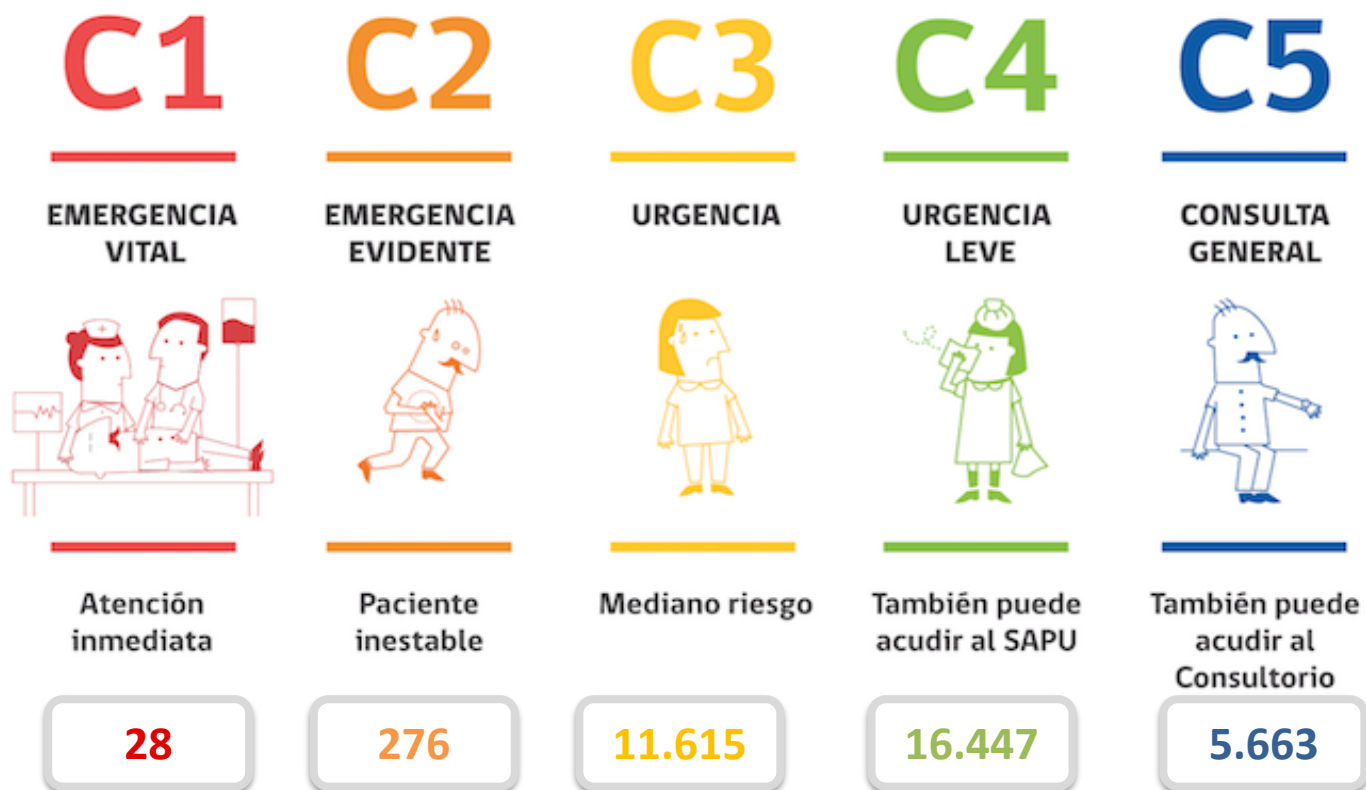 C1
EMERGENCIA
VITAL
Atención
inmediata
28
C2
EMERGENCIA
EVIDENTE
Paciente
inestable
276
C3
URGENCIA
Mediano riesgo
11.615
C4
URGENCIA
LEVE
También puede
acudir al SAPU
16.447
C5
CONSULTA
GENERAL
También puede
acudir al
Consultorio
5.663